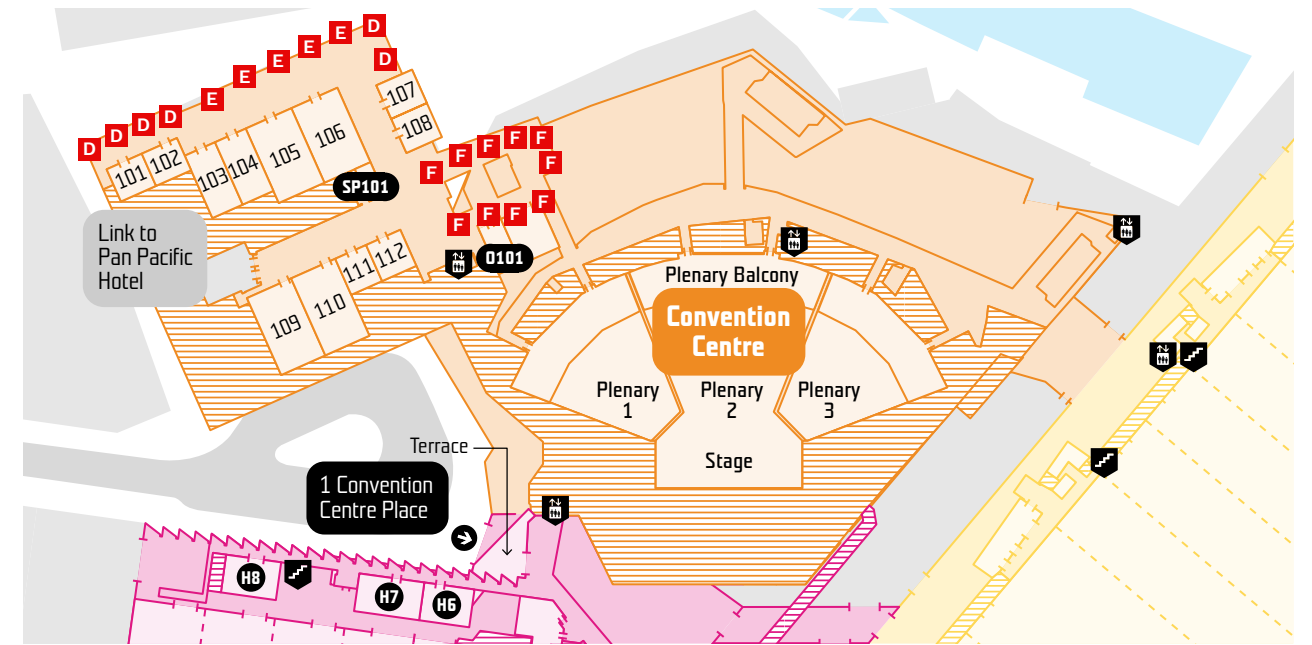 D
E
E
E
E
E
D
D
D
D
D
D
107
108
106
105
104
103
102
101
F
F
F
F
F
F
F
F
F
F
SP101
O101
Link to
Pan Pacific
Hotel
112
111
110
109
Plenary Balcony
Convention
Centre
Plenary
1
Plenary
2
Plenary
3
Stage
Terrace
1 Convention
Centre Place
H8
H7
H6